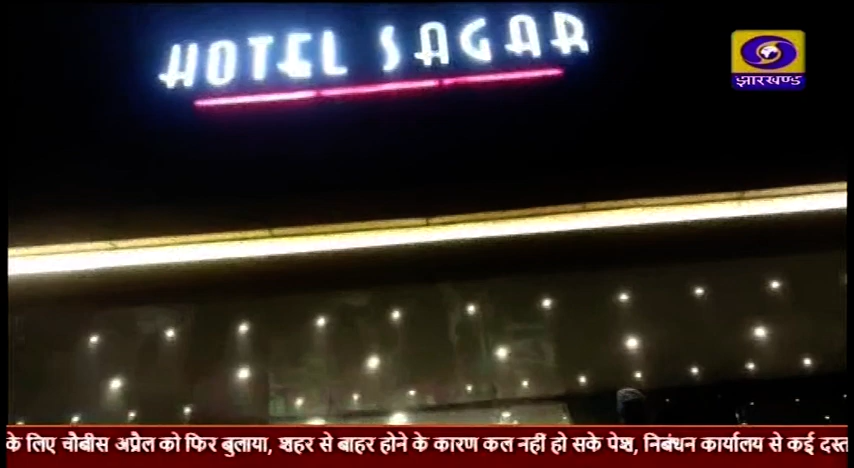 HOTEL SAGAR
झारखण्ड
के लिए चौबीस अप्रैल को फिर बुलाया, शहर से बाहर होने के कारण कल नहीं हो सके पेश, निबंधन कार्यालय से कई